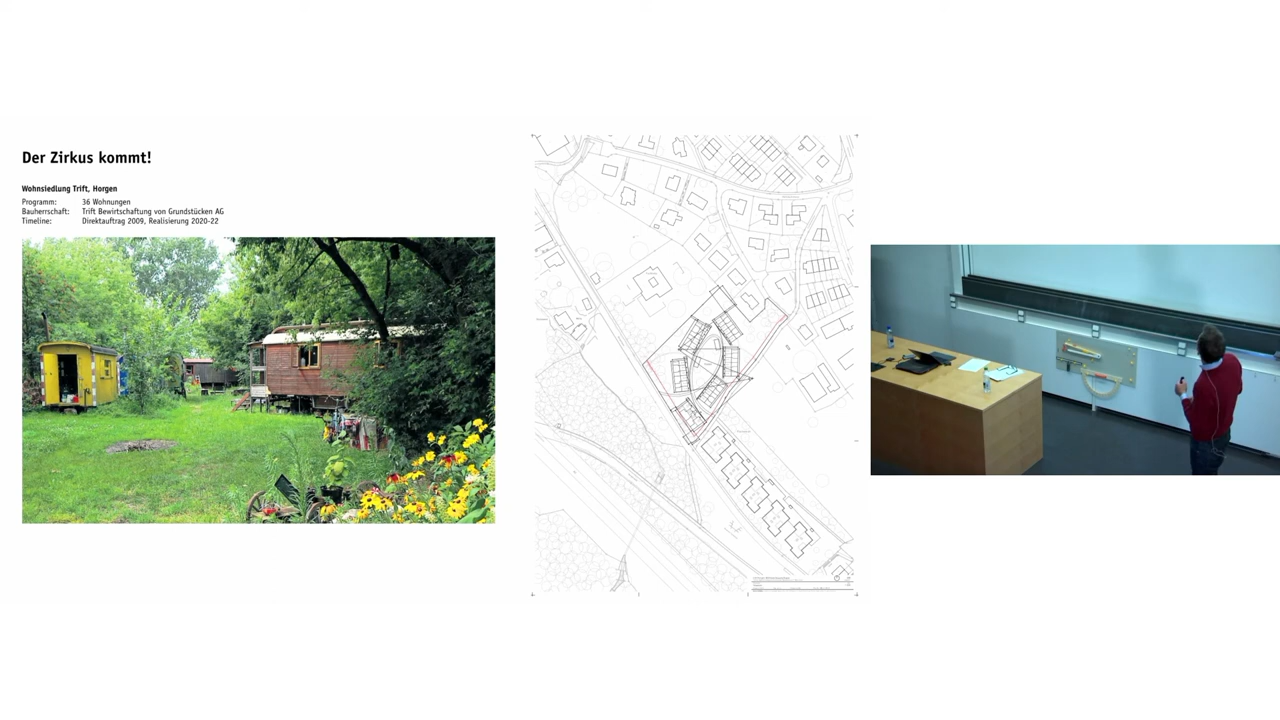 Der Zirkus kommt!
Wohnsiedlung Trift, Horgen
Programm: 36 Wohnungen
Bauherrschaft: Trift Bewirtschaftung von Grundstücken AG
Timeline: Direktauftrag 2009, Realisierung 2020-22